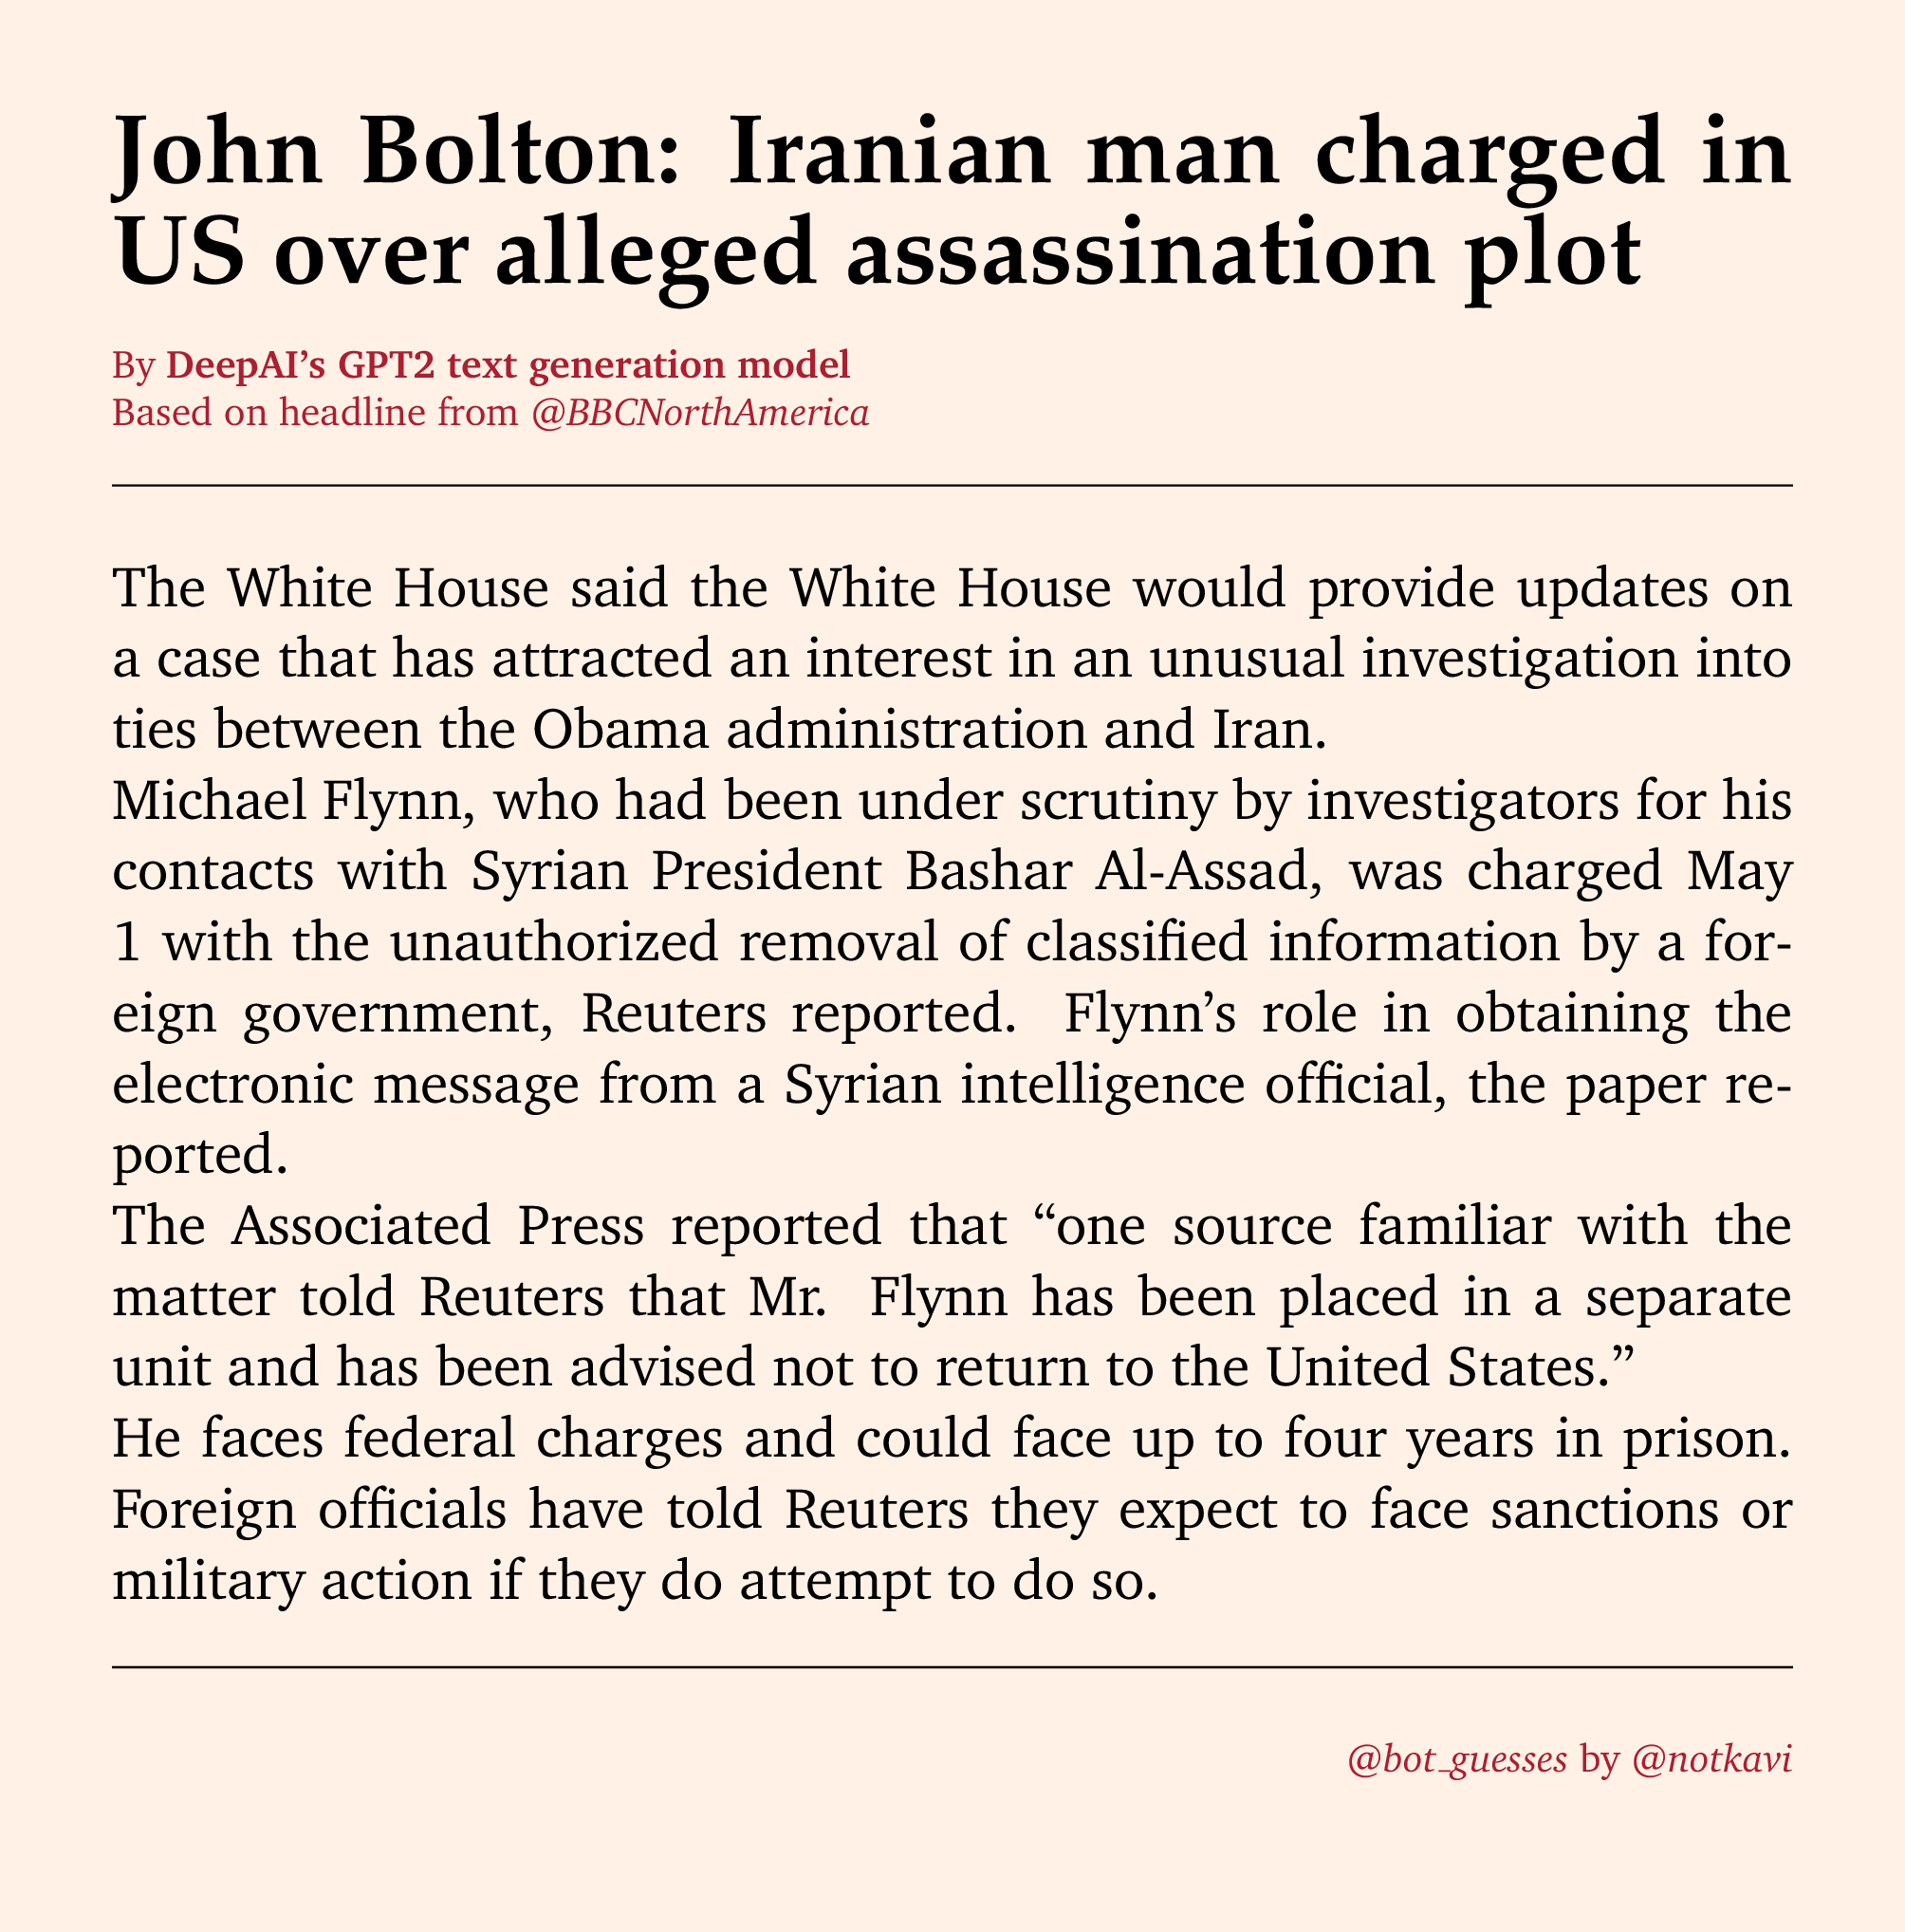 John Bolton: Iranian man charged in
US over alleged assassination plot
By DeepAI’s GPT2 text generation model
Based on headline from @BBCNorthAmerica
The White House said the White House would provide updates on
a case that has attracted an interest in an unusual investigation into
ties between the Obama administration and Iran.
Michael Flynn, who had been under scrutiny by investigators for his
contacts with Syrian President Bashar Al-Assad, was charged May
1 with the unauthorized removal of classified information by a for-
eign government, Reuters reported. Flynn’s role in obtaining the
electronic message from a Syrian intelligence official, the paper re-
ported.
The Associated Press reported that “one source familiar with the
matter told Reuters that Mr. Flynn has been placed in a separate
unit and has been advised not to return to the United States.”
He faces federal charges and could face up to four years in prison.
Foreign officials have told Reuters they expect to face sanctions or
military action if they do attempt to do so.
@bot_guesses by @notkavi